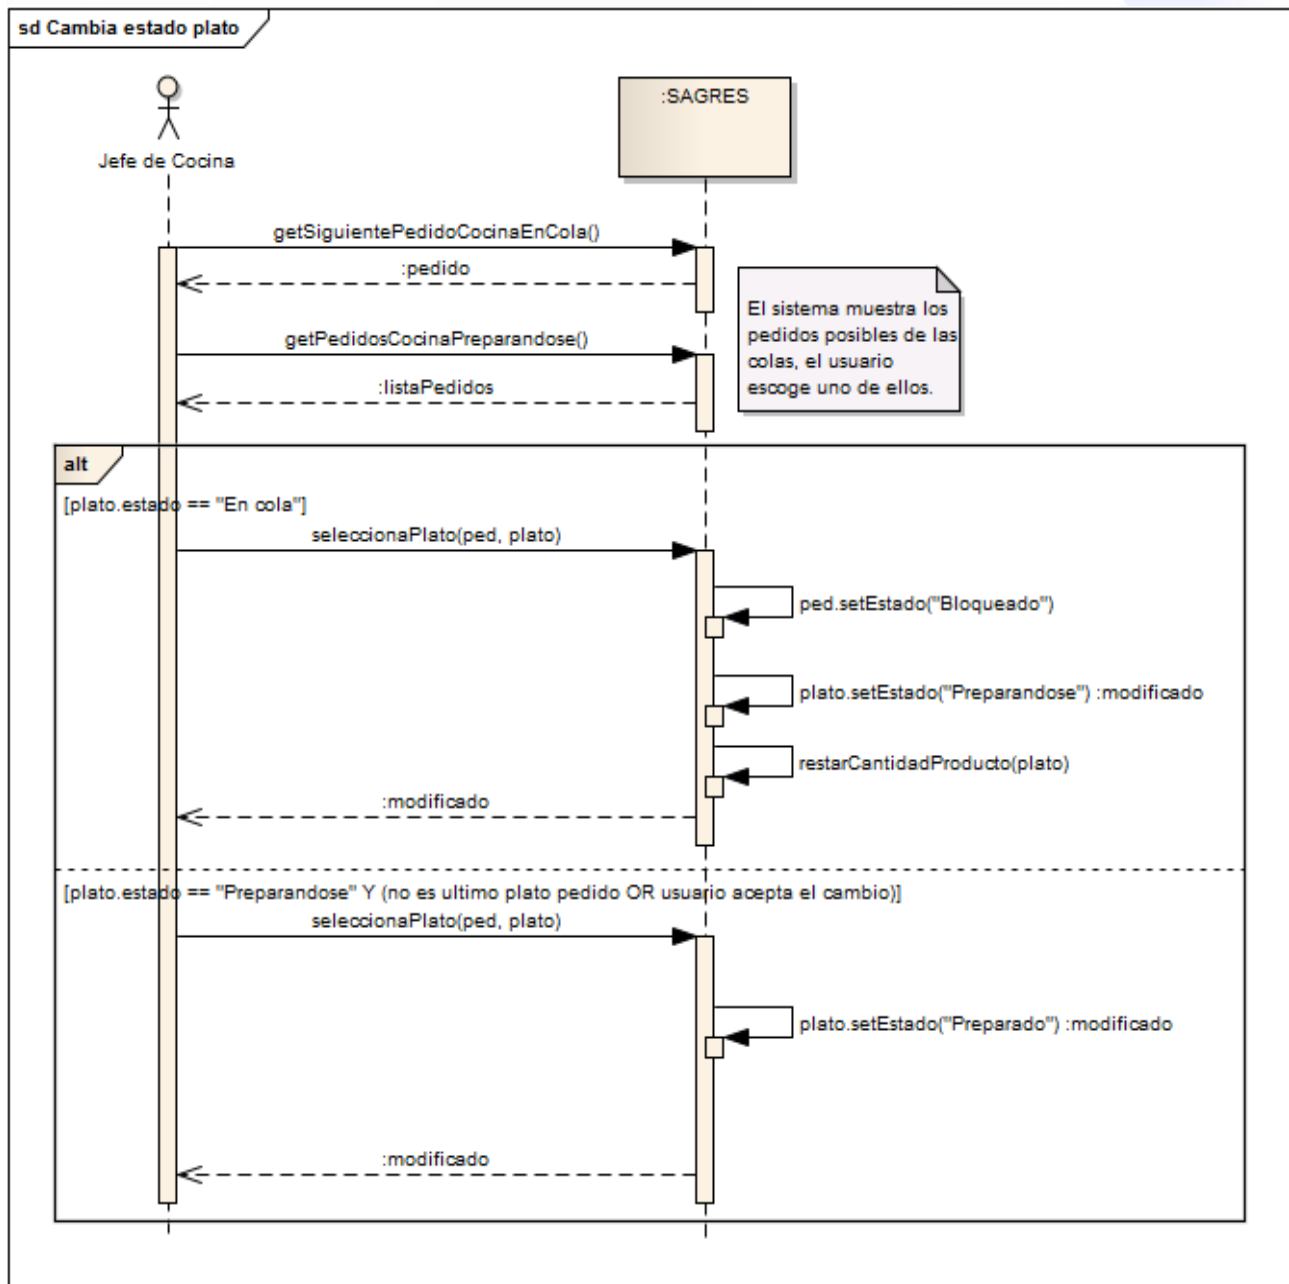 sd Cambia estado plato
:SAGRES
Jefe de Cocina
getSiguientePedidoCocinaEnCola()
:pedido
El sistema muestra los
pedidos posibles de las
colas, el usuario
escoge uno de ellos.
getPedidosCocinaPreparandose()
:listaPedidos
alt
[plato.estado == "En cola"]
seleccionaPlato(ped, plato)
ped.setEstado("Bloqueado")
plato.setEstado("Preparandose") :modificado
restarCantidadProducto(plato)
:modificado
[plato.estado == "Preparandose" Y (no es ultimo plato pedido OR usuario acepta el cambio)]
seleccionaPlato(ped, plato)
plato.setEstado("Preparado") :modificado
:modificado